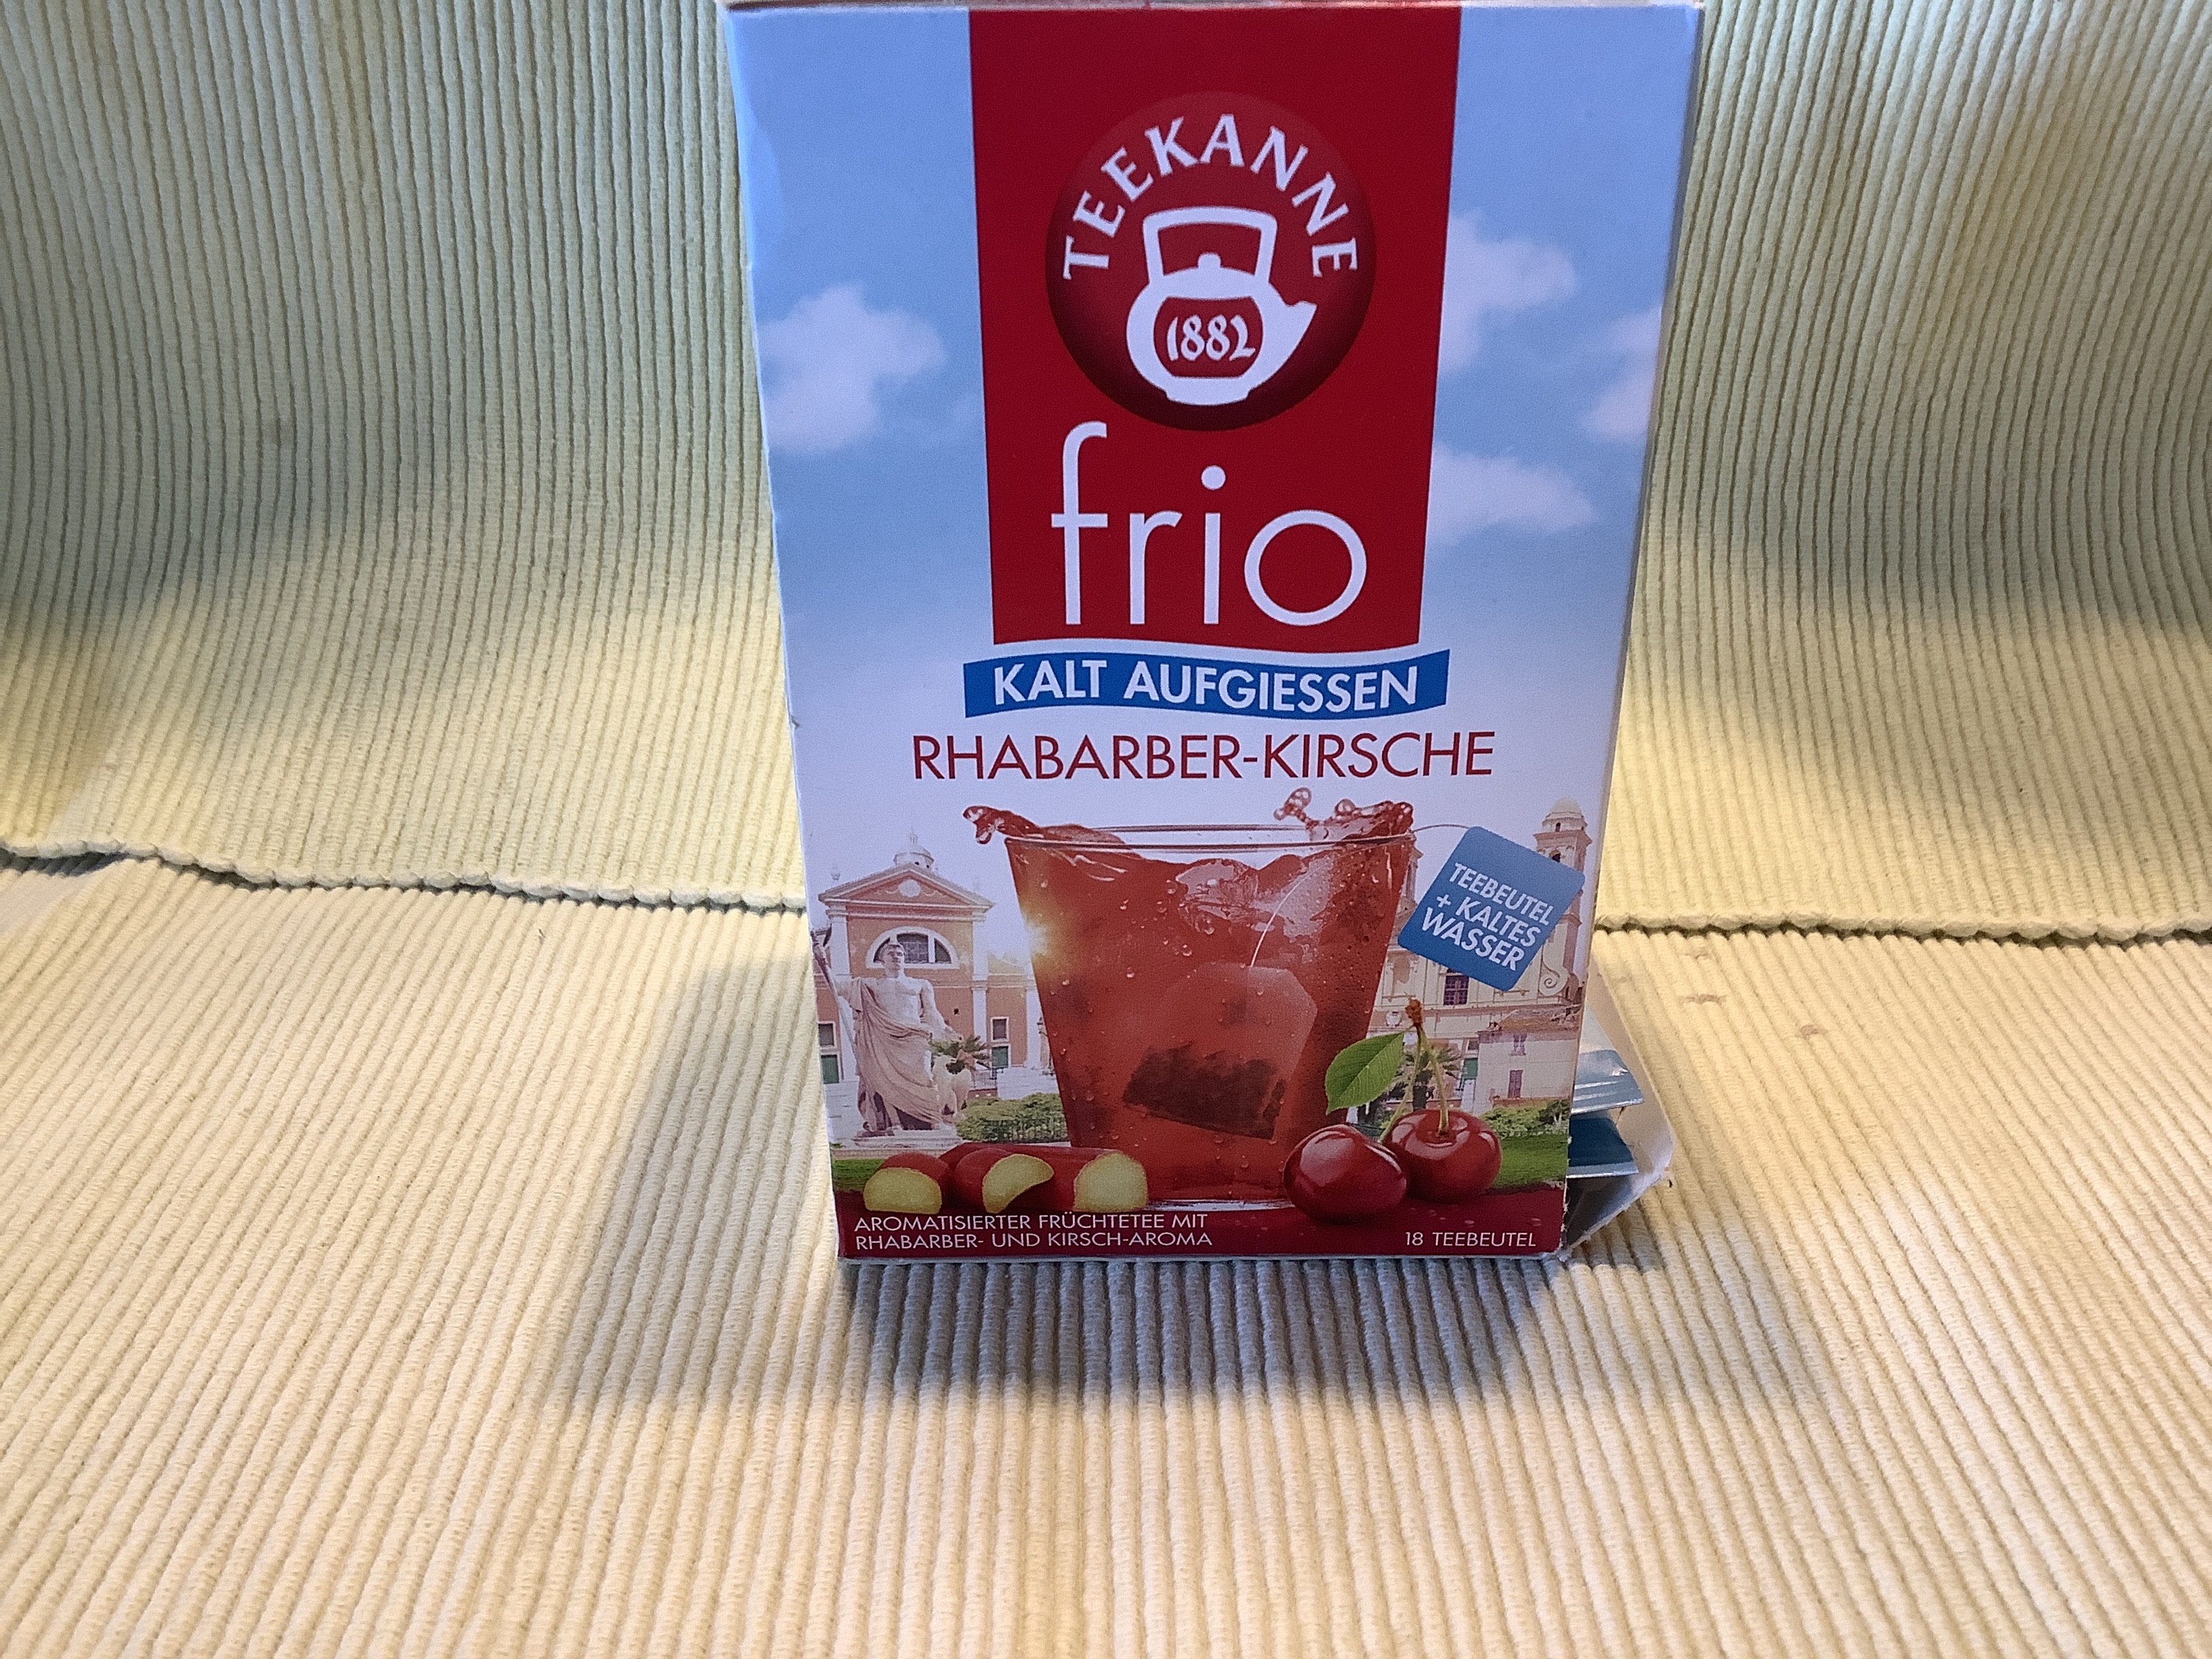 TEEKANNE
1882
frio
KALT AUFGIESSEN
RHABARBER-KIRSCHE
TEEBEUTEL
+ KALTES
WASSER
AROMATISIERTER FRÜCHTETEE MIT
RHABARBER- UND KIRSCH-AROMA
18 TEEBEUTEL